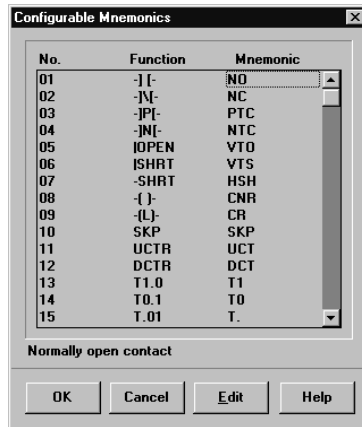 Configurable Mnemonics
No. Function Mnemonic
01 -] [- NO
02 -]\[- NC
03 -]P[- PTC
04 -]N[- NTC
05 |OPEN VTO
06 |SHRT VTS
07 -SHRT HSH
08 -( )- CNR
09 -(L)- CR
10 SKP SKP
11 UCTR UCT
12 DCTR DCT
13 T1.0 T1
14 T0.1 T0
15 T.01 T.
Normally open contact
OK Cancel Edit Help